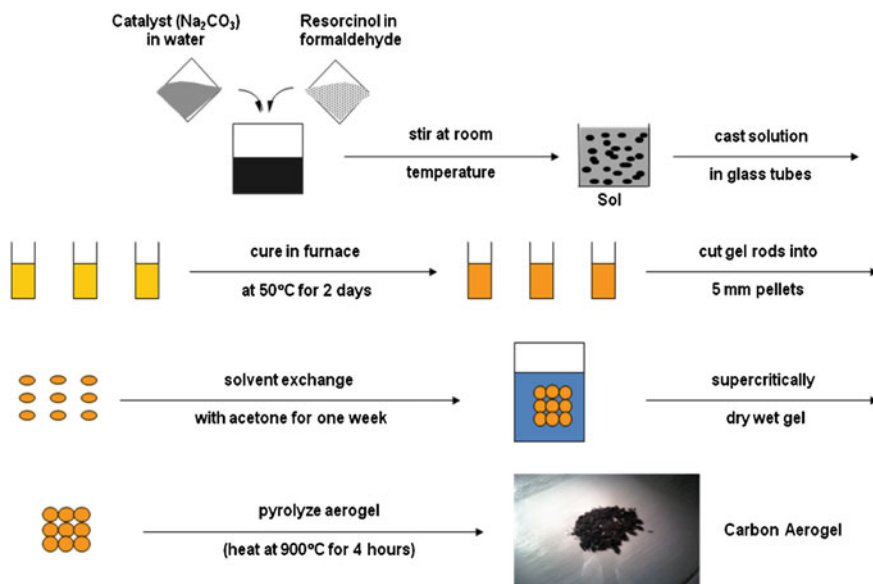 Catalyst (Na₂CO₃)
in water
Resorcinol in
formaldehyde
stir at room
temperature
Sol
cast solution
in glass tubes
cure in furnace
at 50°C for 2 days
cut gel rods into
5 mm pellets
solvent exchange
with acetone for one week
supercritically
dry wet gel
pyrolyze aerogel
(heat at 900°C for 4 hours)
Carbon Aerogel